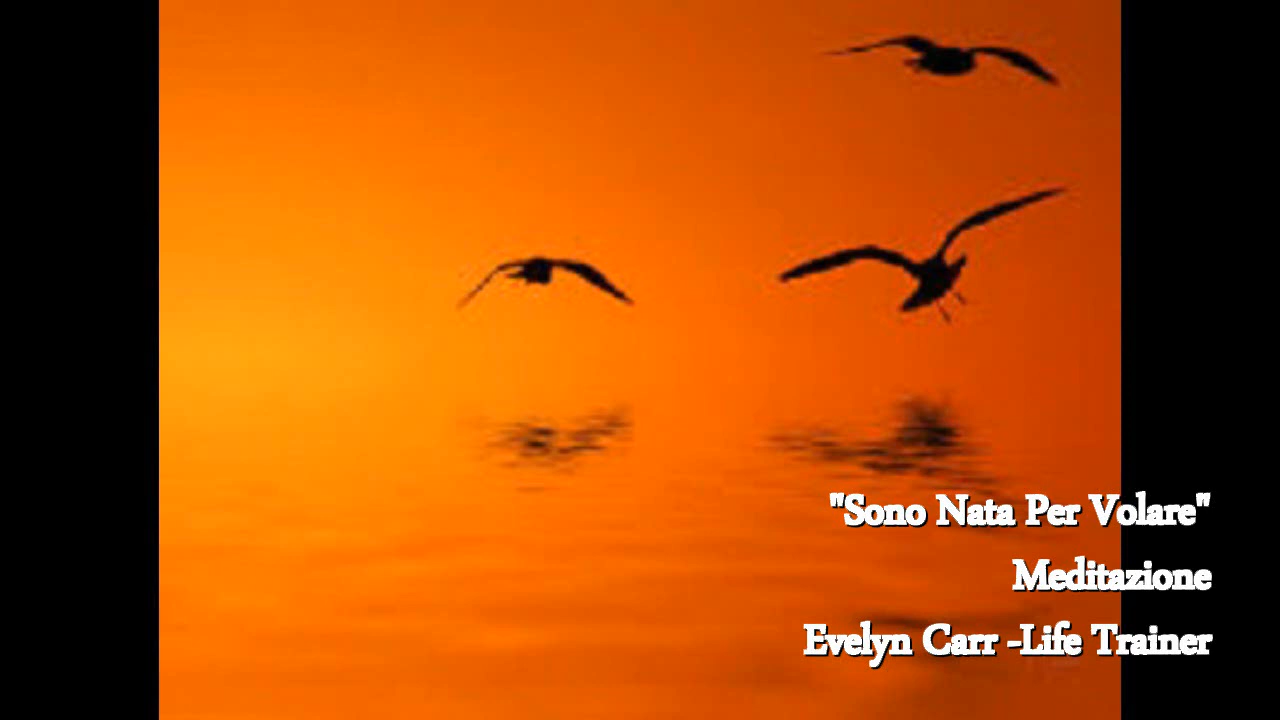 "Sono Nata Per Volare"
Meditazione
Evelyn Carr -Life Trainer